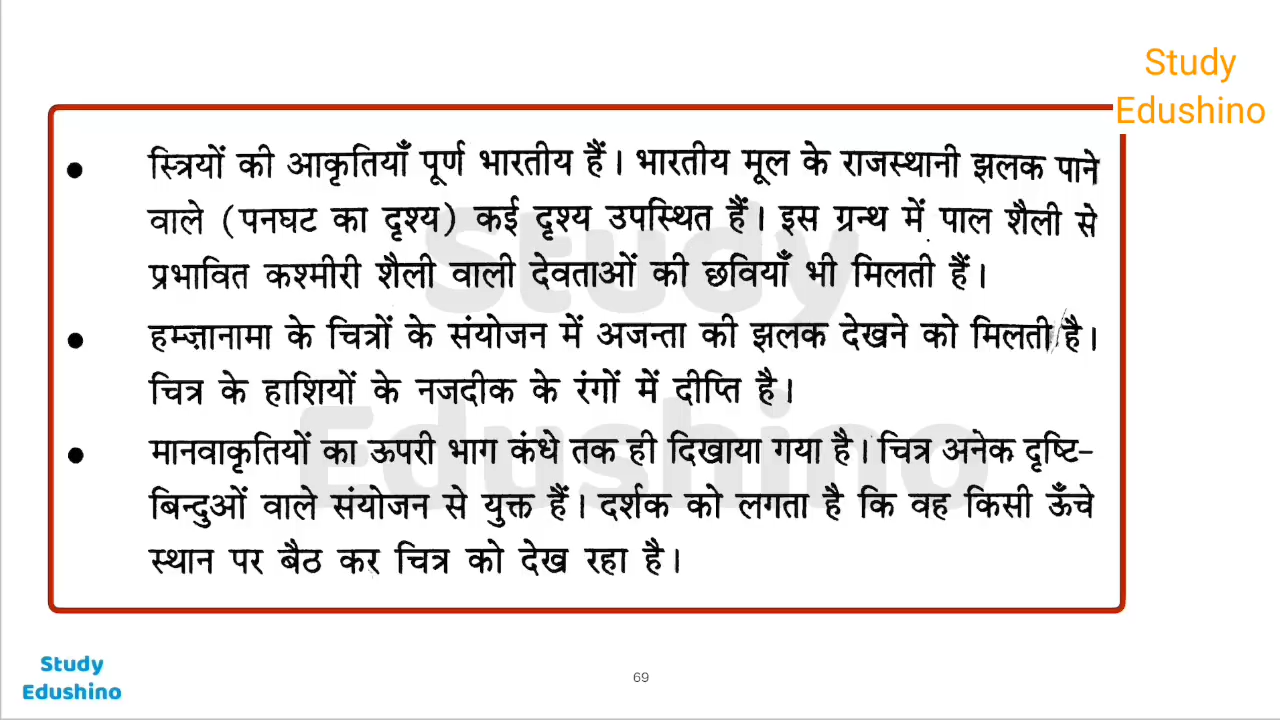 Study
Edushino
स्त्रियों की आकृतियाँ पूर्ण भारतीय हैं। भारतीय मूल के राजस्थानी झलक पाने
वाले (पनघट का दृश्य) कई दृश्य उपस्थित हैं। इस ग्रन्थ में पाल शैली से
प्रभावित कश्मीरी शैली वाली देवताओं की छवियाँ भी मिलती हैं।
हम्ज़ानामा के चित्रों के संयोजन में अजन्ता की झलक देखने को मिलती है।
चित्र के हाशियों के नजदीक के रंगों में दीप्ति है।
मानवाकृतियों का ऊपरी भाग कंधे तक ही दिखाया गया है। चित्र अनेक दृष्टि-
बिन्दुओं वाले संयोजन से युक्त हैं। दर्शक को लगता है कि वह किसी ऊँचे
स्थान पर बैठ कर चित्र को देख रहा है।
Study
Edushino
Study
Edushino
69